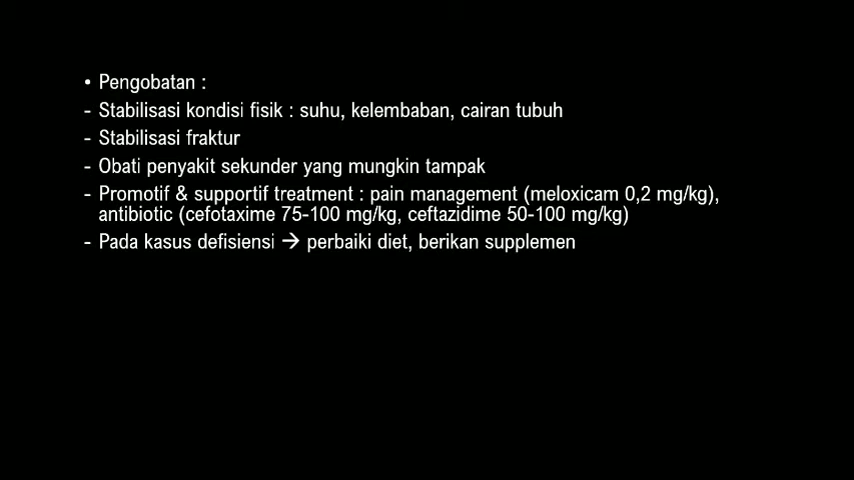 • Pengobatan :
- Stabilisasi kondisi fisik : suhu, kelembaban, cairan tubuh
- Stabilisasi fraktur
- Obati penyakit sekunder yang mungkin tampak
- Promotif & supportif treatment : pain management (meloxicam 0,2 mg/kg),
antibiotic (cefotaxime 75-100 mg/kg, ceftazidime 50-100 mg/kg)
- Pada kasus defisiensi → perbaiki diet, berikan supplemen